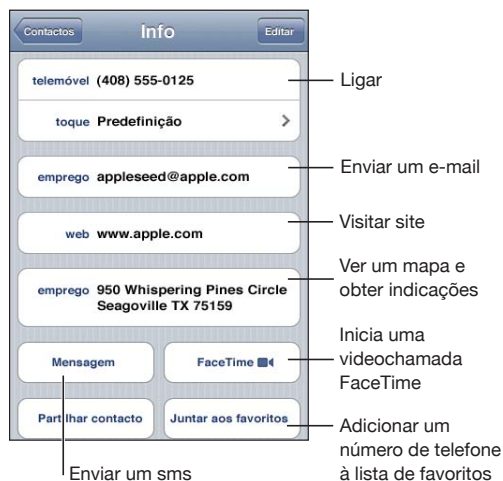 Contactos Info Editar
telemóvel (408) 555-0125
Ligar
toque Predefinição
emprego appleseed@apple.com
Enviar um e-mail
web www.apple.com
Visitar site
emprego 950 Whispering Pines Circle
Seagoville TX 75159
Ver um mapa e
obter indicações
Mensagem
FaceTime
Inicia uma
videochamada
FaceTime
Partilhar contacto
Juntar aos favoritos
Adicionar um
número de telefone
à lista de favoritos
Enviar um sms